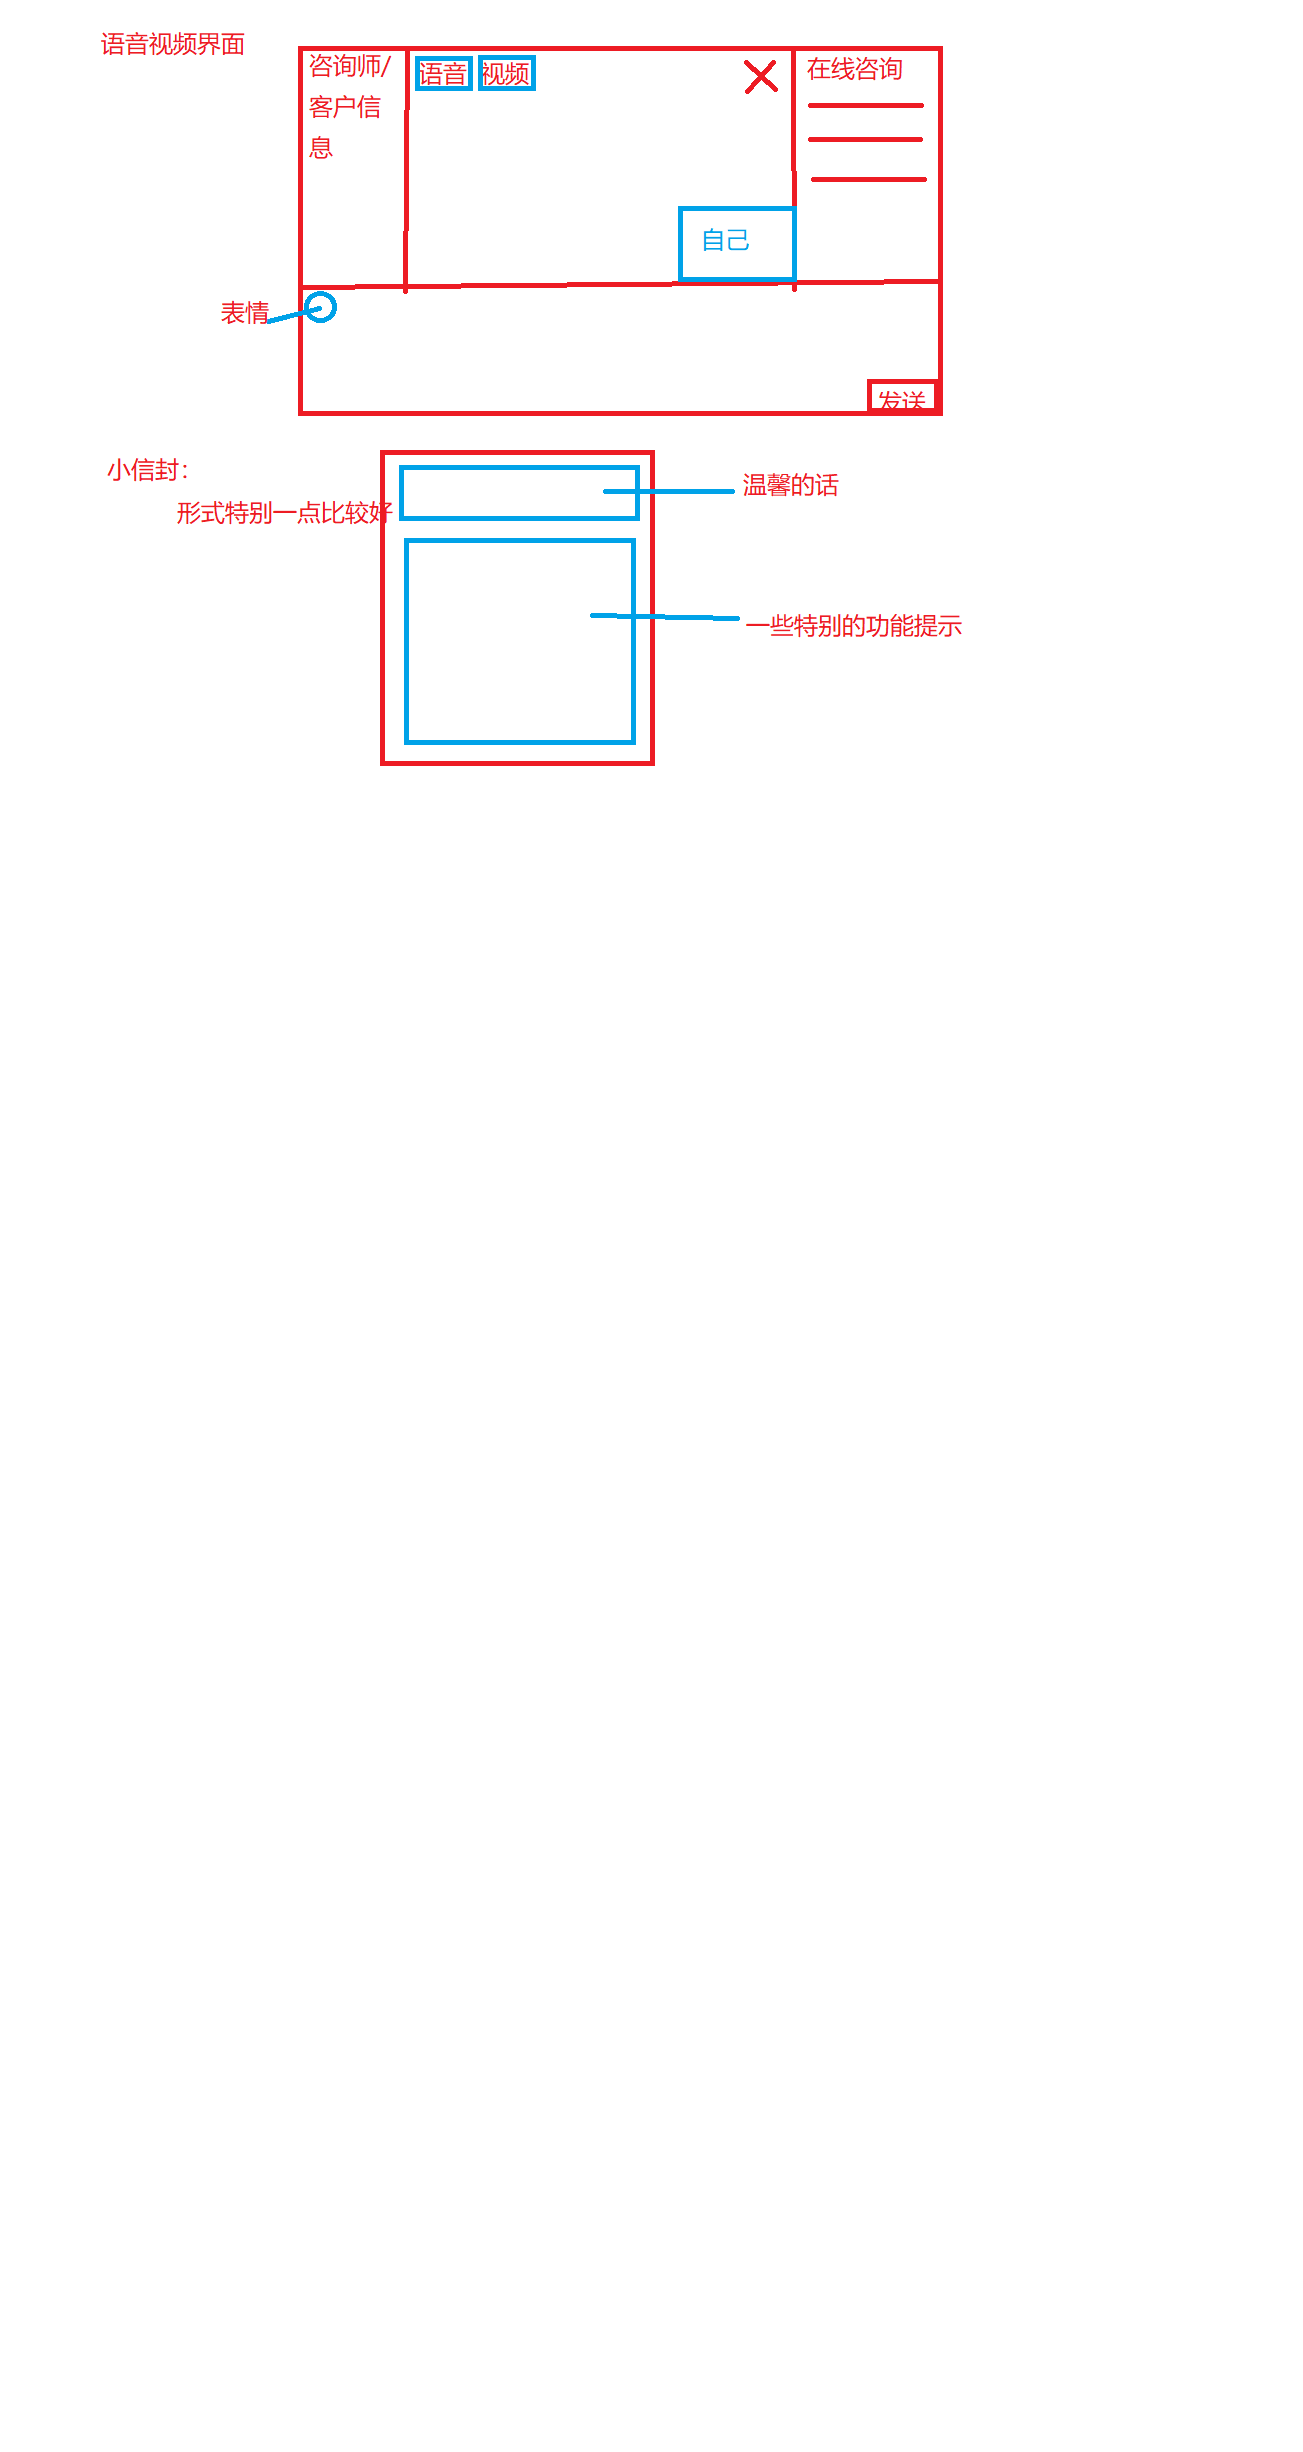 语音视频界面
咨询师/
客户信
息
语音
视频
在线咨询
自己
表情
发送
小信封：
形式特别一点比较好
温馨的话
一些特别的功能提示